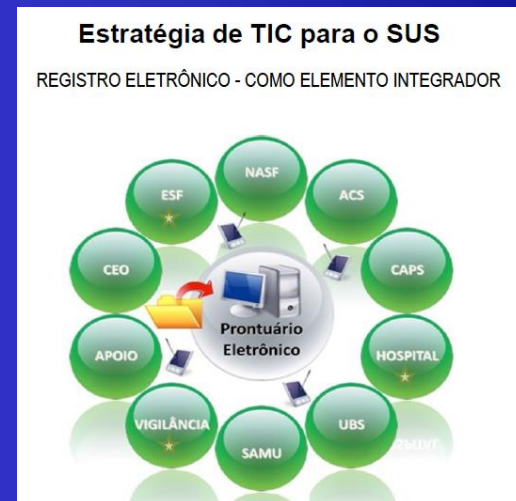 Estratégia de TIC para o SUS
REGISTRO ELETRÔNICO - COMO ELEMENTO INTEGRADOR
NASF
ESF
ACS
CEO
CAPS
Prontuário
Eletrônico
APOIO
HOSPITAL
VIGILÂNCIA
UBS
SAMU